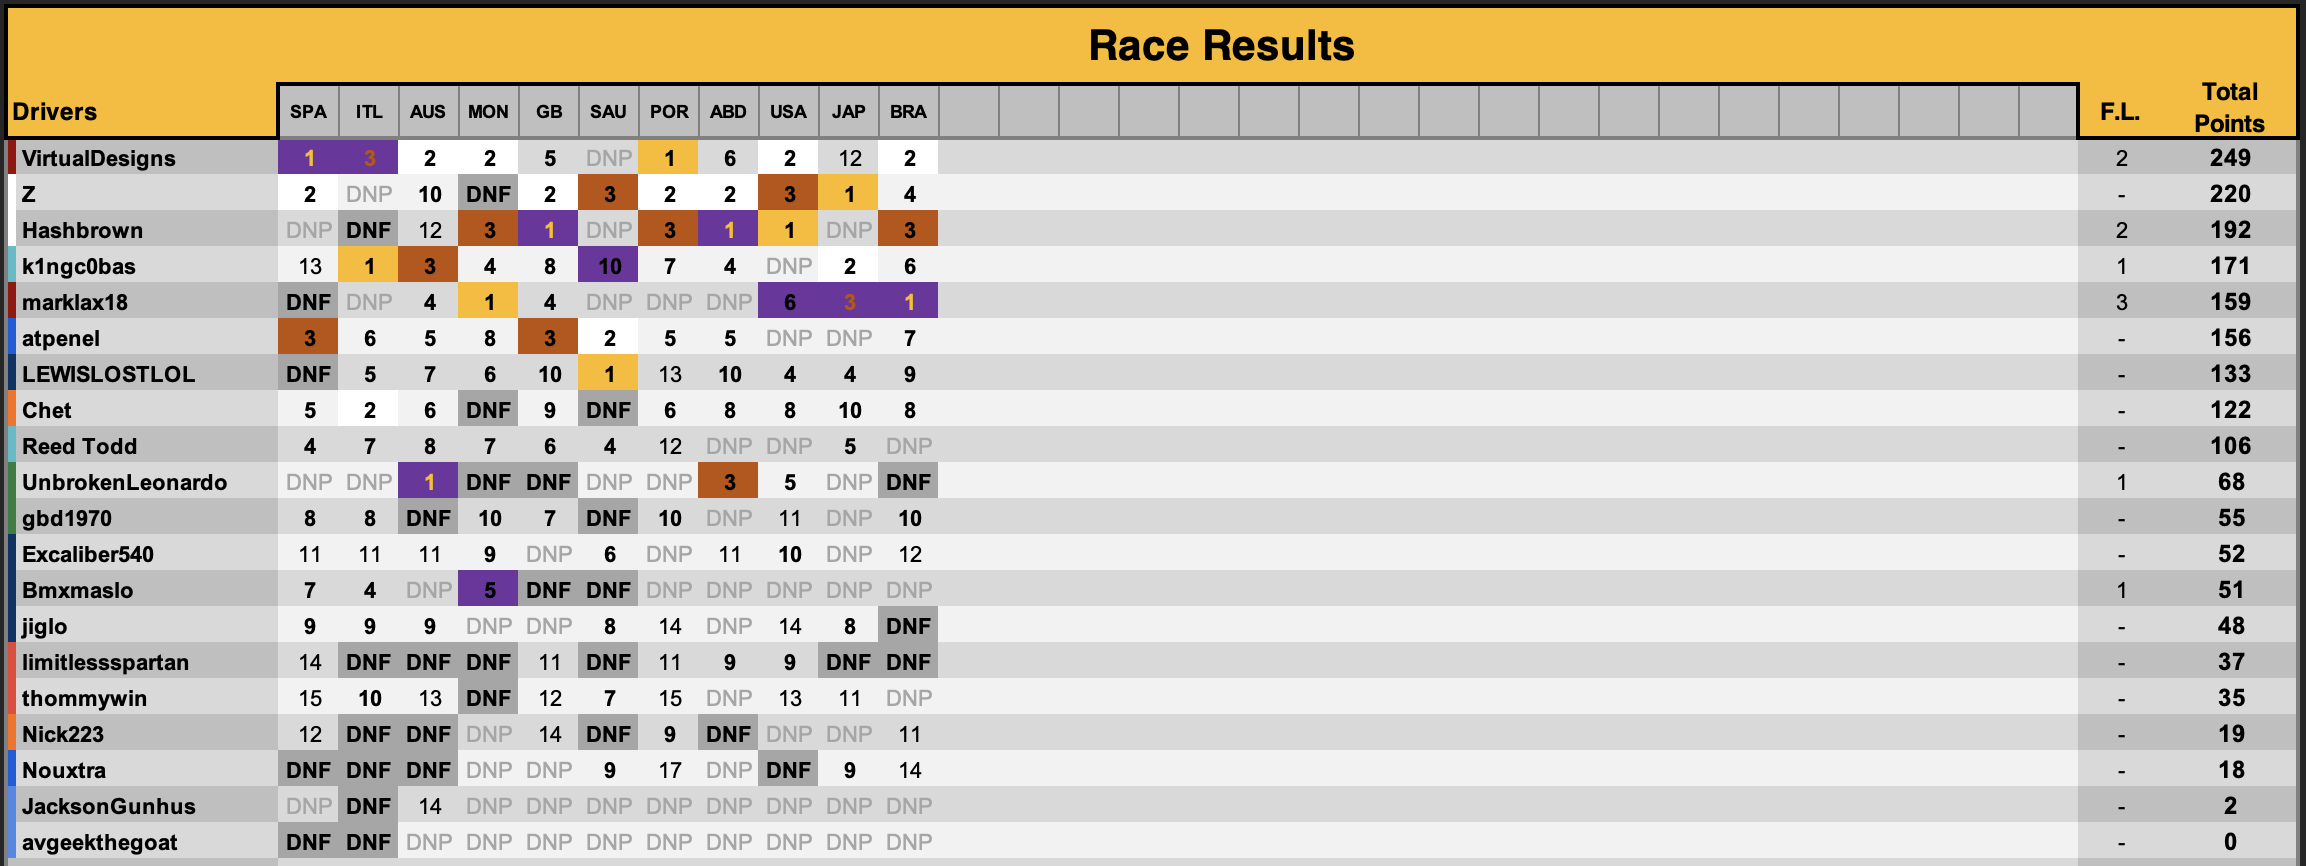 Race Results
Drivers SPA ITL AUS MON GB SAU POR ABD USA JAP BRA F.L. Total Points
VirtualDesigns 1 3 2 2 5 DNP 1 6 2 12 2 2 249
Z 2 DNP 10 DNF 2 3 2 2 3 1 4 - 220
Hashbrown DNP DNF 12 3 1 DNP 3 1 1 DNP 3 2 192
k1ngc0bas 13 1 3 4 8 10 7 4 DNP 2 6 1 171
marklax18 DNF DNP 4 1 4 DNP DNP DNP 6 3 1 3 159
atpenel 3 6 5 8 3 2 5 5 DNP DNP 7 - 156
LEWISLOSTLOL DNF 5 7 6 10 1 13 10 4 4 9 - 133
Chet 5 2 6 DNF 9 DNF 6 8 8 10 8 - 122
Reed Todd 4 7 8 7 6 4 12 DNP DNP 5 DNP - 106
UnbrokenLeonardo DNP DNP 1 DNF DNF DNP DNP 3 5 DNP DNF 1 68
gbd1970 8 8 DNF 10 7 DNF 10 DNP 11 DNP 10 - 55
Excaliber540 11 11 11 9 DNP 6 DNP 11 10 DNP 12 - 52
Bmxmaslo 7 4 DNP 5 DNF DNF DNP DNP DNP DNP DNP 1 51
jiglo 9 9 9 DNP DNP 8 14 DNP 14 8 DNF - 48
limitlessspartan 14 DNF DNF DNF 11 DNF 11 9 9 DNF DNF - 37
thommywin 15 10 13 DNF 12 7 15 DNP 13 11 DNP - 35
Nick223 12 DNF DNF DNP 14 DNF 9 DNF DNP DNP 11 - 19
Nouxtra DNF DNF DNF DNP DNP 9 17 DNP DNF 9 14 - 18
JacksonGunhus DNP DNF 14 DNP DNP DNP DNP DNP DNP DNP DNP - 2
avgeekthegoat DNF DNF DNP DNP DNP DNP DNP DNP DNP DNP DNP - 0